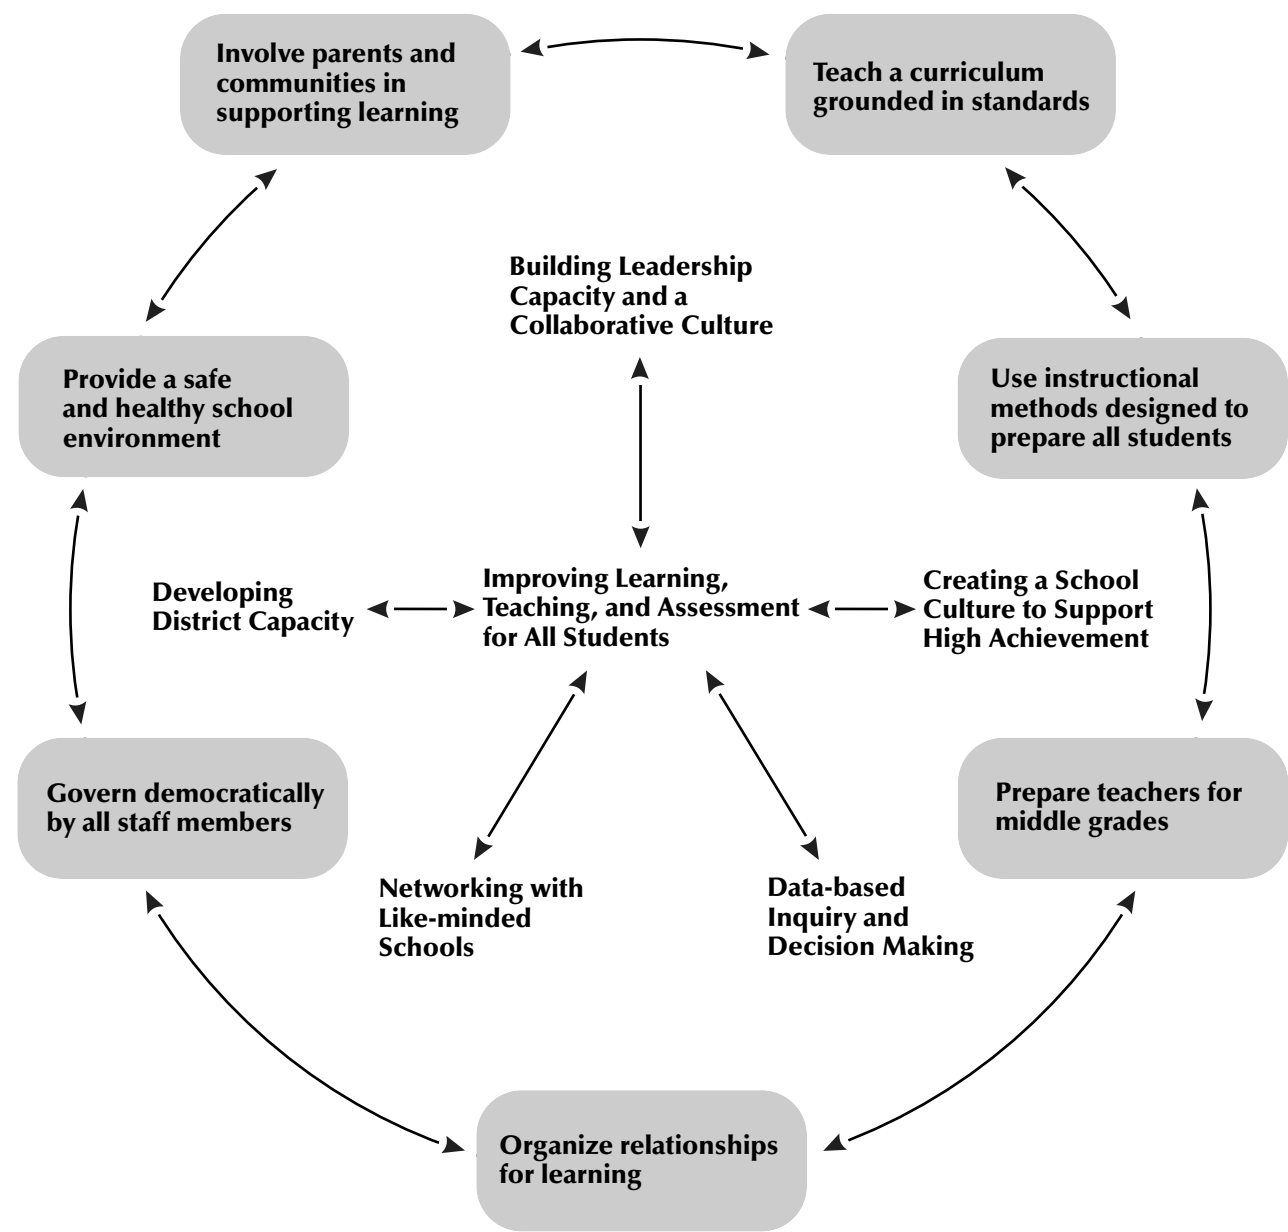 Involve parents and
communities in
supporting learning
Teach a curriculum
grounded in standards
Building Leadership
Capacity and a
Collaborative Culture
Provide a safe
and healthy school
environment
Use instructional
methods designed to
prepare all students
Developing
District Capacity
Improving Learning,
Teaching, and Assessment
for All Students
Creating a School
Culture to Support
High Achievement
Govern democratically
by all staff members
Prepare teachers for
middle grades
Networking with
Like-minded
Schools
Data-based
Inquiry and
Decision Making
Organize relationships
for learning